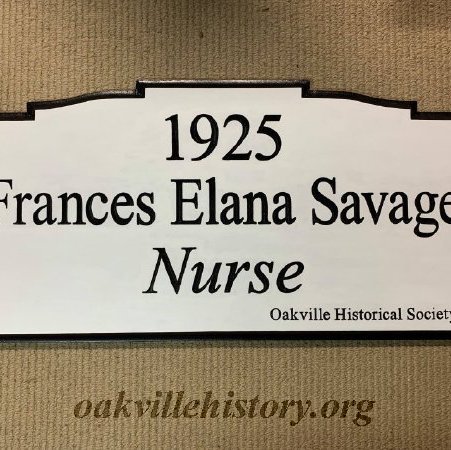 1925
Frances Elana Savage
Nurse
Oakville Historical Society
oakvillehistory.org